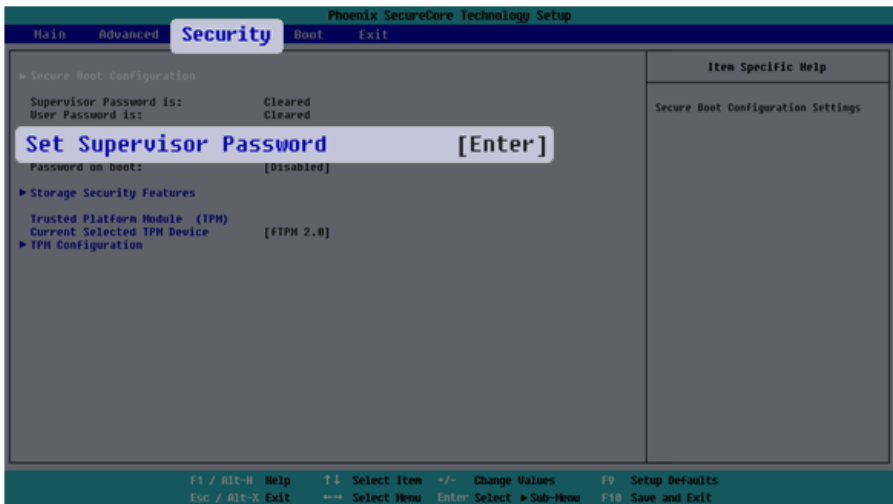 Phoenix SecureCore Technology Setup
Main Advanced Security Boot Exit
Item Specific Help
▶ Secure Boot Configuration
Supervisor Password is: Cleared
User Password is: Cleared
Secure Boot Configuration Settings
Set Supervisor Password [Enter]
Password on boot: [Disabled]
▶ Storage Security Features
Trusted Platform Module (TPM)
Current Selected TPM Device [fTPM 2.0]
▶ TPM Configuration
F1 / Alt-H Help ↑↓ Select Item +/- Change Values F9 Setup Defaults
Esc / Alt-X Exit ←→ Select Menu Enter Select ▶ Sub-Menu F10 Save and Exit